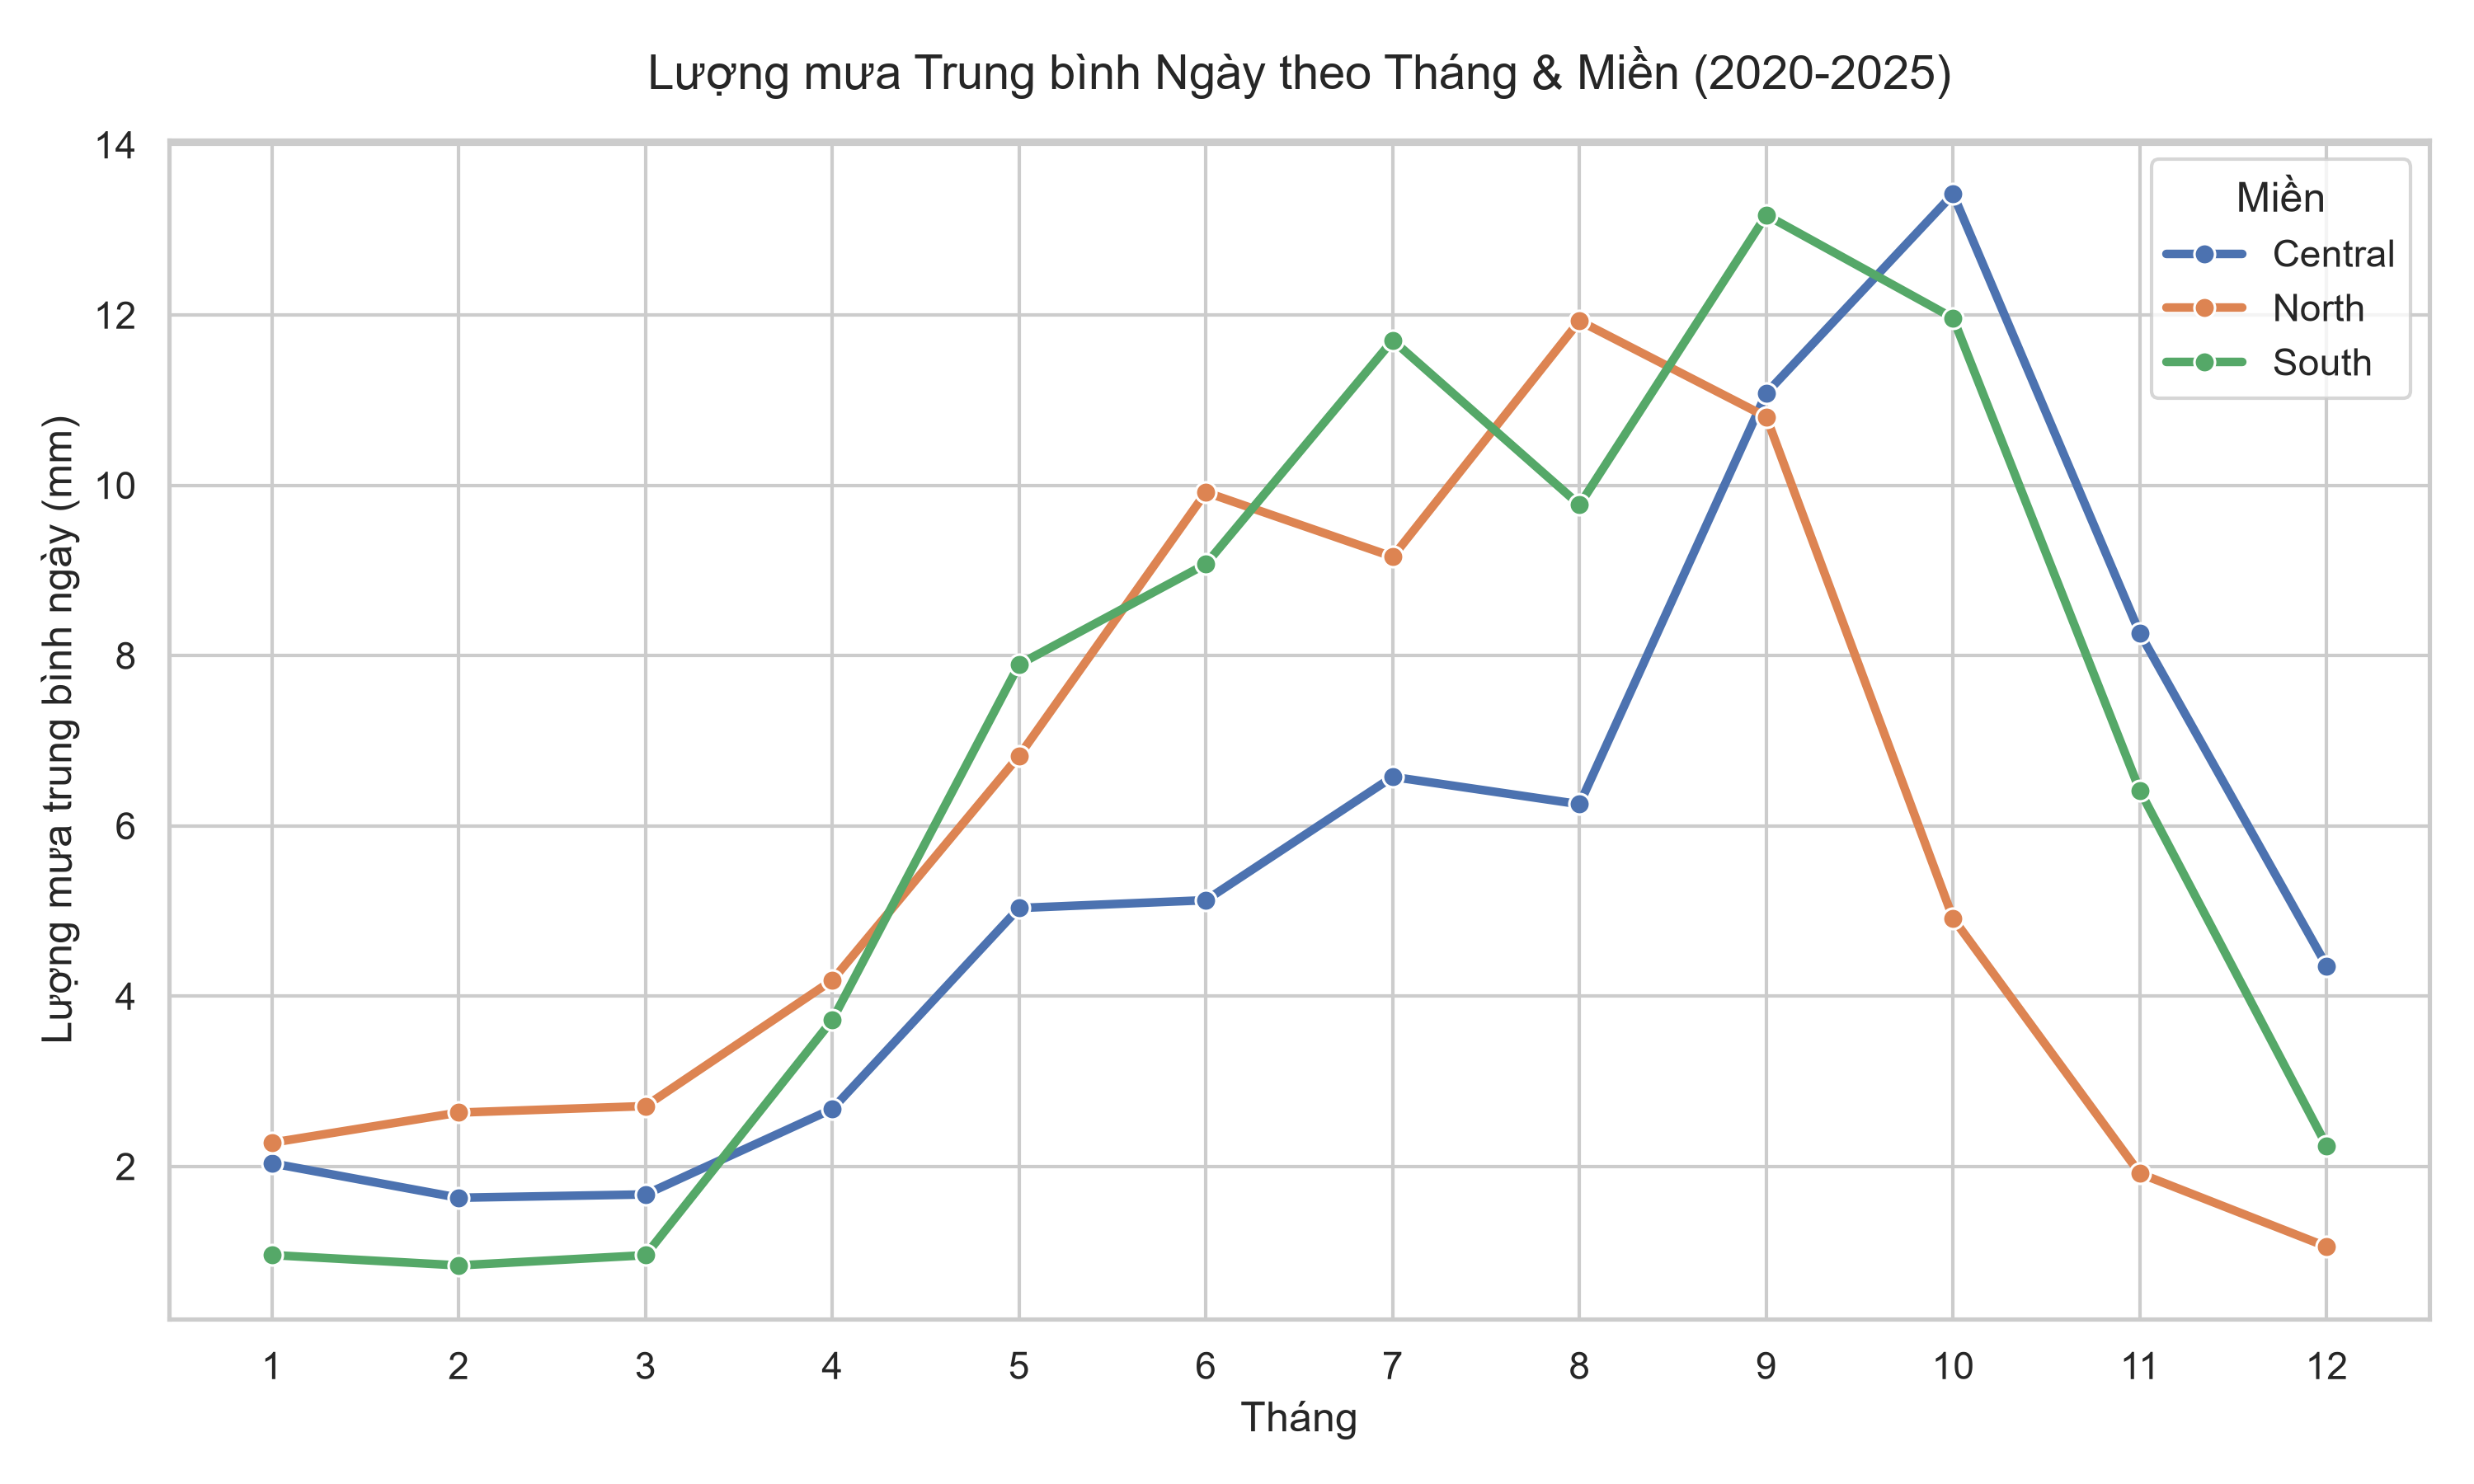 Lượng mưa Trung bình Ngày theo Tháng & Miền (2020-2025)
Lượng mưa trung bình ngày (mm)
14
12
10
8
6
4
2
Miền
Central
North
South
1 2 3 4 5 6 7 8 9 10 11 12
Tháng